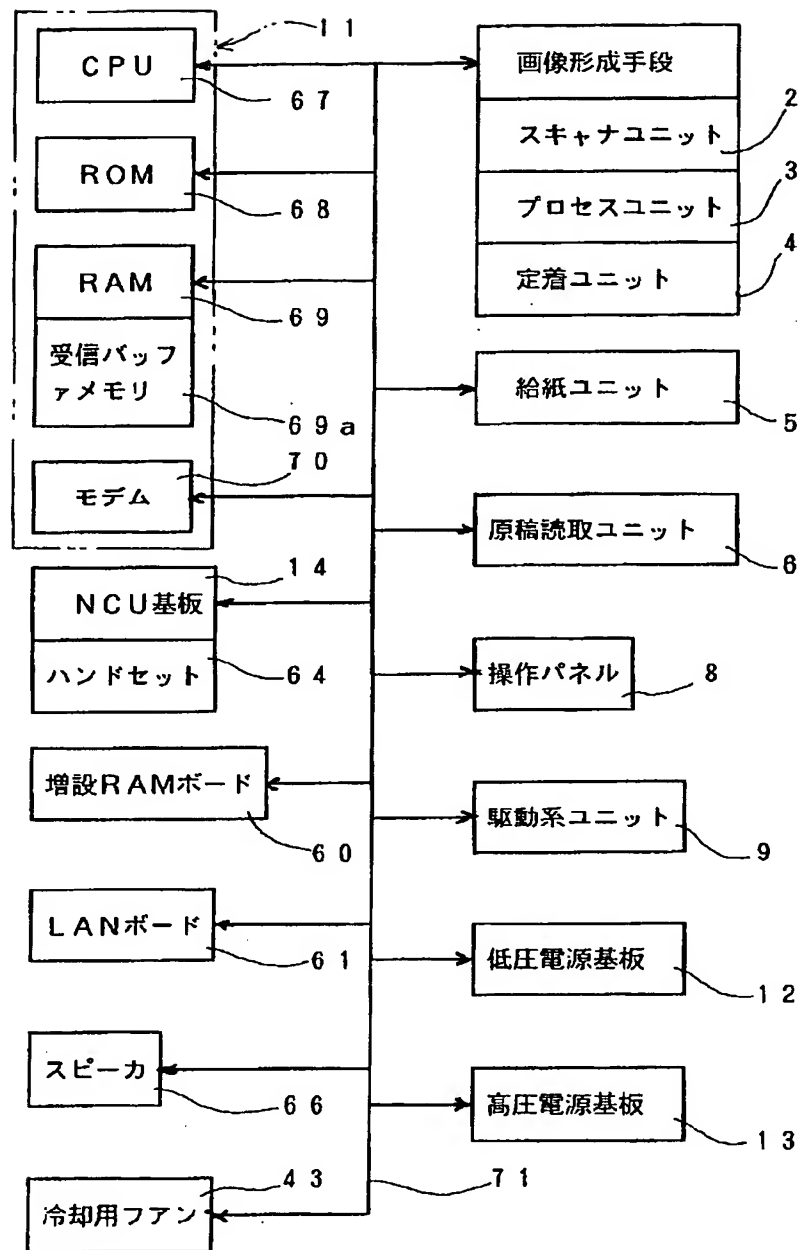 11
CPU
67
ROM
68
RAM
69
受信バッフ
ァメモリ
69a
70
モデム
14
NCU基板
ハンドセット
64
増設RAMボード
60
LANボード
61
スピーカ
66
43
冷却用フアン
71
画像形成手段
2
スキャナユニット
3
プロセスユニット
4
定着ユニット
給紙ユニット
5
原稿読取ユニット
6
操作パネル
8
駆動系ユニット
9
低圧電源基板
12
高圧電源基板
13